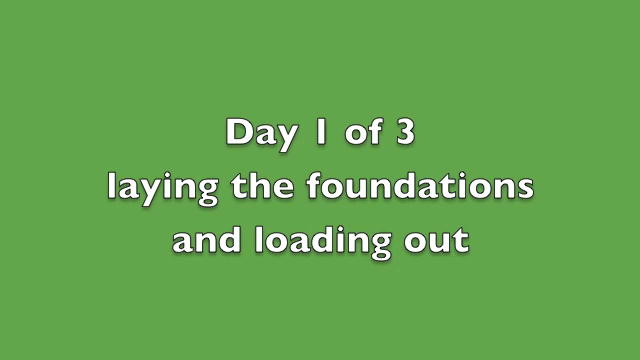 Day 1 of 3
laying the foundations
and loading out